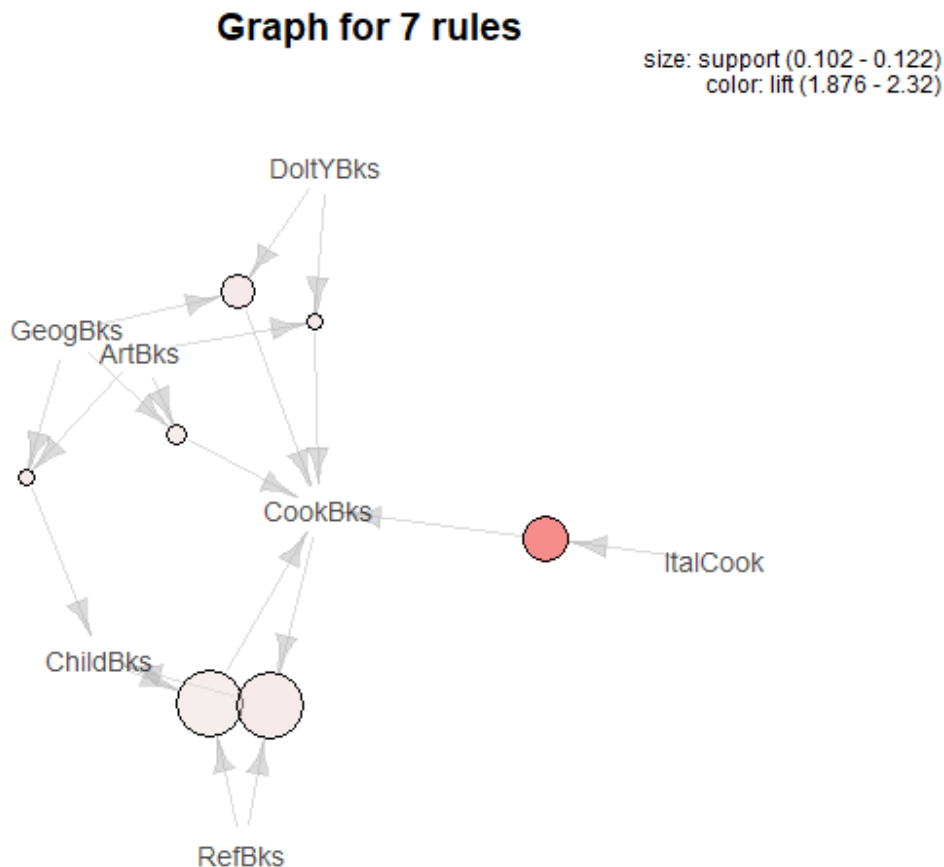 Graph for 7 rules
size: support (0.102 - 0.122)
color: lift (1.876 - 2.32)
DoItYBks
GeogBks
ArtBks
CookBks
ItalCook
ChildBks
RefBks